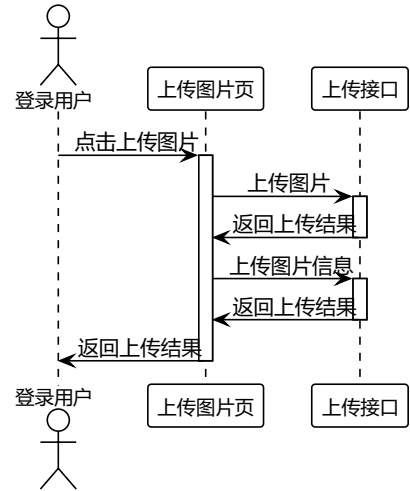 登录用户
上传图片页
上传接口
点击上传图片
上传图片
返回上传结果
上传图片信息
返回上传结果
返回上传结果
登录用户
上传图片页
上传接口